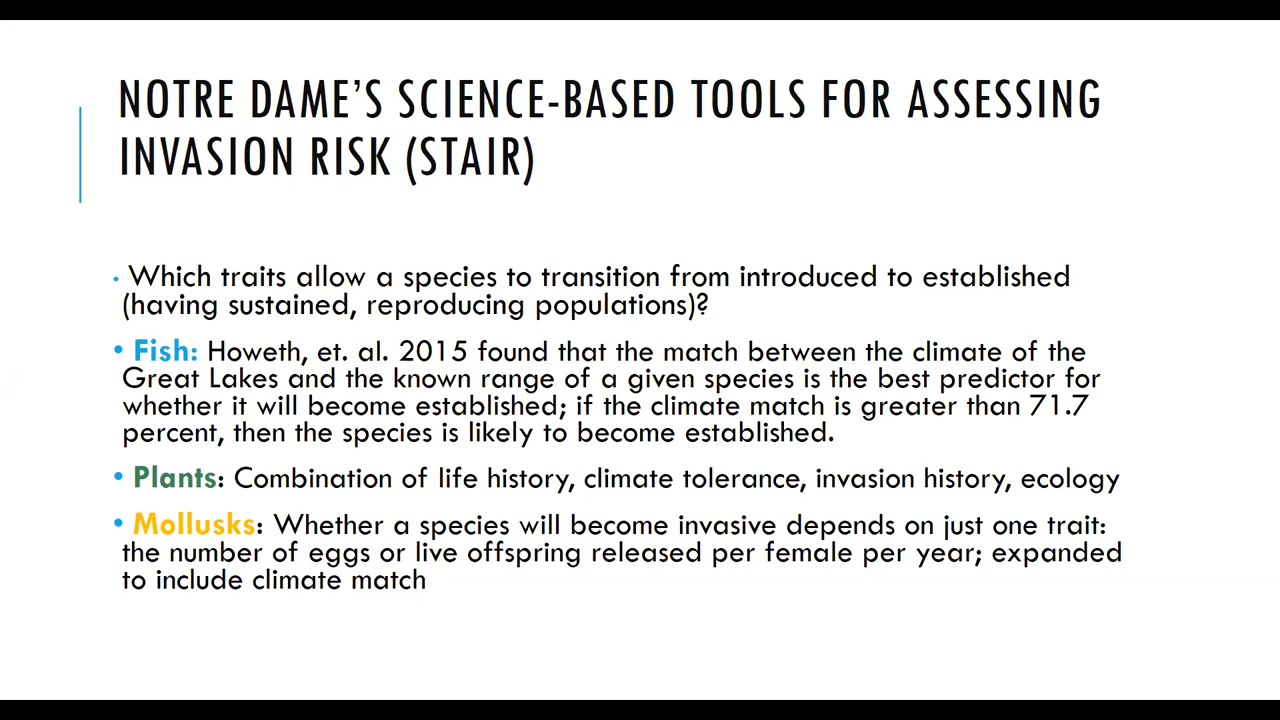 NOTRE DAME’S SCIENCE-BASED TOOLS FOR ASSESSING
INVASION RISK (STAIR)
• Which traits allow a species to transition from introduced to established
(having sustained, reproducing populations)?
• Fish: Howeth, et. al. 2015 found that the match between the climate of the
Great Lakes and the known range of a given species is the best predictor for
whether it will become established; if the climate match is greater than 71.7
percent, then the species is likely to become established.
• Plants: Combination of life history, climate tolerance, invasion history, ecology
• Mollusks: Whether a species will become invasive depends on just one trait:
the number of eggs or live offspring released per female per year; expanded
to include climate match